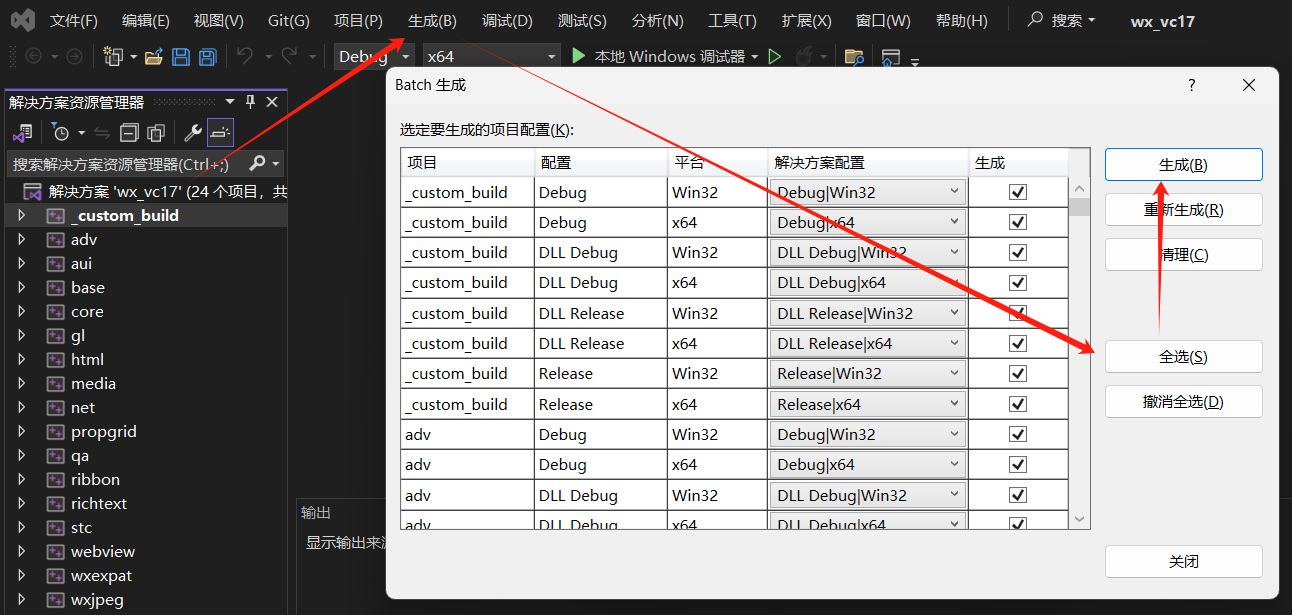 文件(F) 编辑(E) 视图(V) Git(G) 项目(P) 生成(B) 调试(D) 测试(S) 分析(N) 工具(T) 扩展(X) 窗口(W) 帮助(H) 搜索 wx_vc17
Debug x64 本地 Windows 调试器
解决方案资源管理器
搜索解决方案资源管理器(Ctrl+;)
解决方案 'wx_vc17' (24 个项目，共
_custom_build
adv
aui
base
core
gl
html
media
net
propgrid
qa
ribbon
richtext
stc
webview
wxexpat
wxjpeg
输出
显示输出来源
Batch 生成 ?
选定要生成的项目配置(K):
项目 配置 平台 解决方案配置 生成
_custom_build Debug Win32 Debug|Win32
_custom_build Debug x64 Debug|x64
_custom_build DLL Debug Win32 DLL Debug|Win32
_custom_build DLL Debug x64 DLL Debug|x64
_custom_build DLL Release Win32 DLL Release|Win32
_custom_build DLL Release x64 DLL Release|x64
_custom_build Release Win32 Release|Win32
_custom_build Release x64 Release|x64
adv Debug Win32 Debug|Win32
adv Debug x64 Debug|x64
adv DLL Debug Win32 DLL Debug|Win32
adv DLL Debug x64 DLL Debug|x64
生成(B)
重新生成(R)
清理(C)
全选(S)
撤消全选(D)
关闭